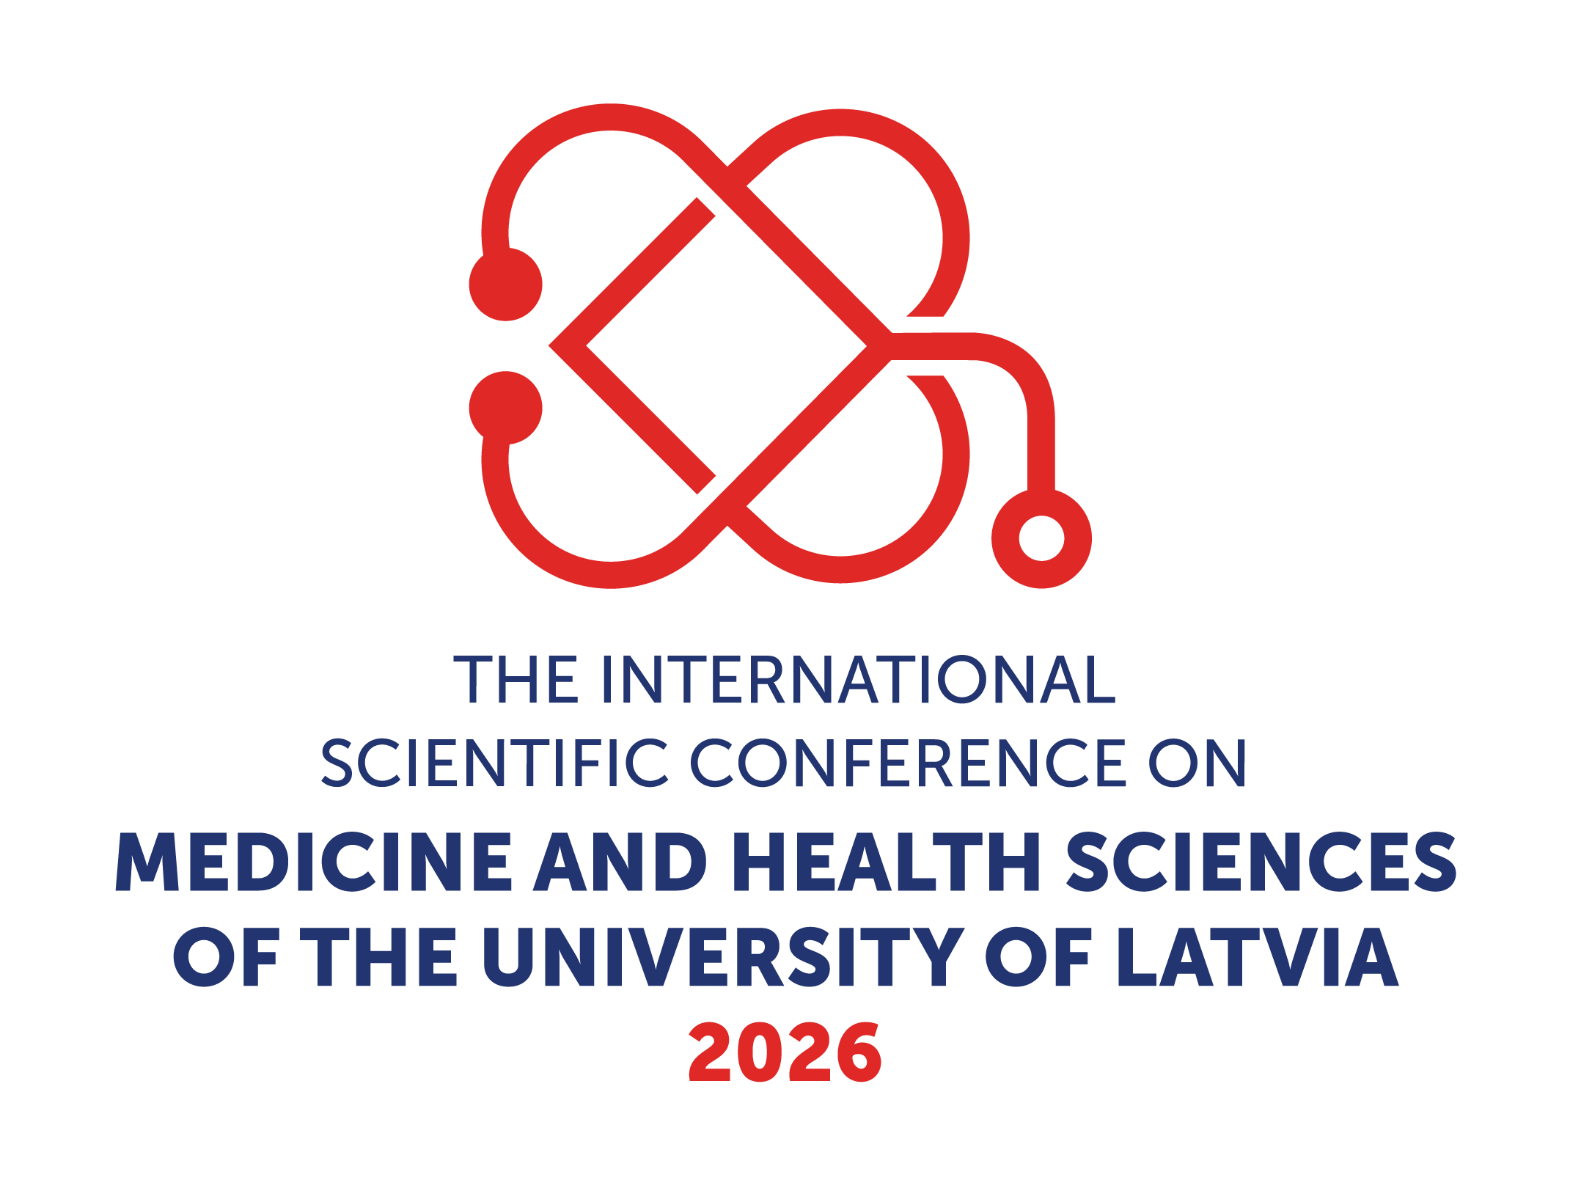 THE INTERNATIONAL
SCIENTIFIC CONFERENCE ON
MEDICINE AND HEALTH SCIENCES
OF THE UNIVERSITY OF LATVIA
2026